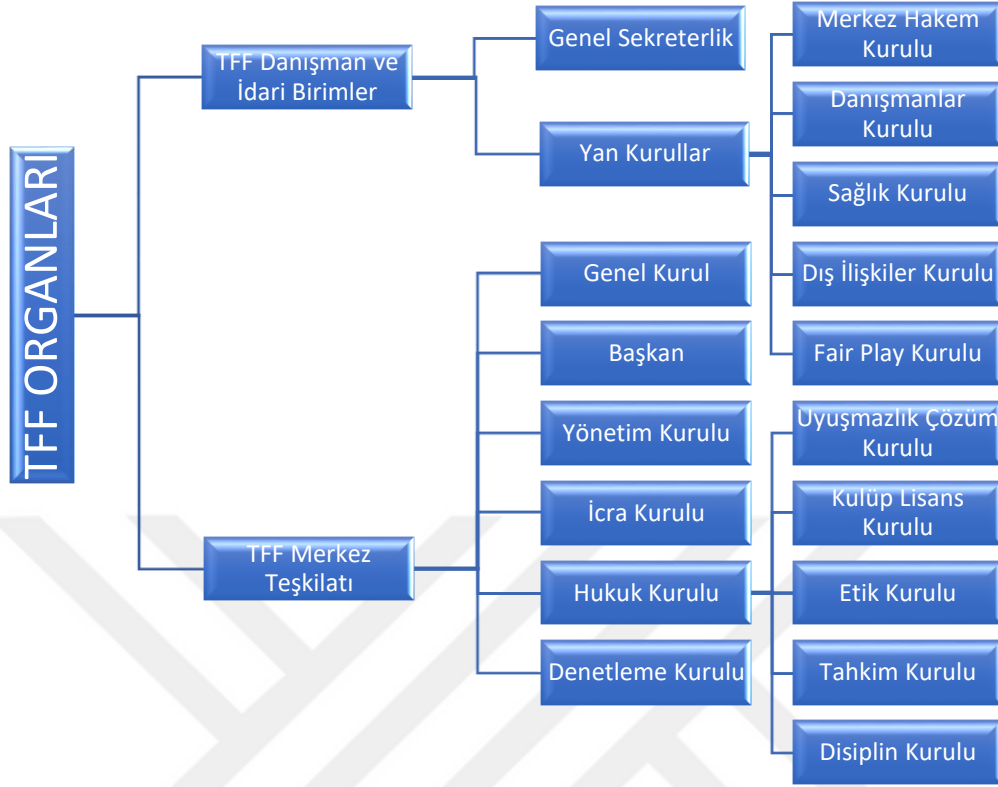 TFF ORGANLARI
TFF Danışman ve
İdari Birimler
Genel Sekreterlik
Yan Kurullar
Merkez Hakem
Kurulu
Danışmanlar
Kurulu
Sağlık Kurulu
Dış İlişkiler Kurulu
Fair Play Kurulu
TFF Merkez
Teşkilatı
Genel Kurul
Başkan
Yönetim Kurulu
İcra Kurulu
Hukuk Kurulu
Denetleme Kurulu
Uyuşmazlık Çözüm
Kurulu
Kulüp Lisans
Kurulu
Etik Kurulu
Tahkim Kurulu
Disiplin Kurulu